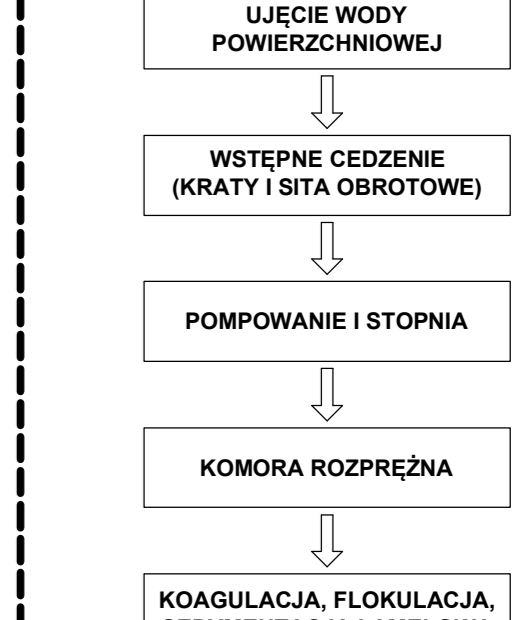 UJĘCIE WODY
POWIERZCHNIOWEJ
WSTĘPNE CEDZENIE
(KRATY I SITA OBROTOWE)
POMPOWANIE I STOPNIA
KOMORA ROZPRĘŻNA
KOAGULACJA, FLOKULACJA,